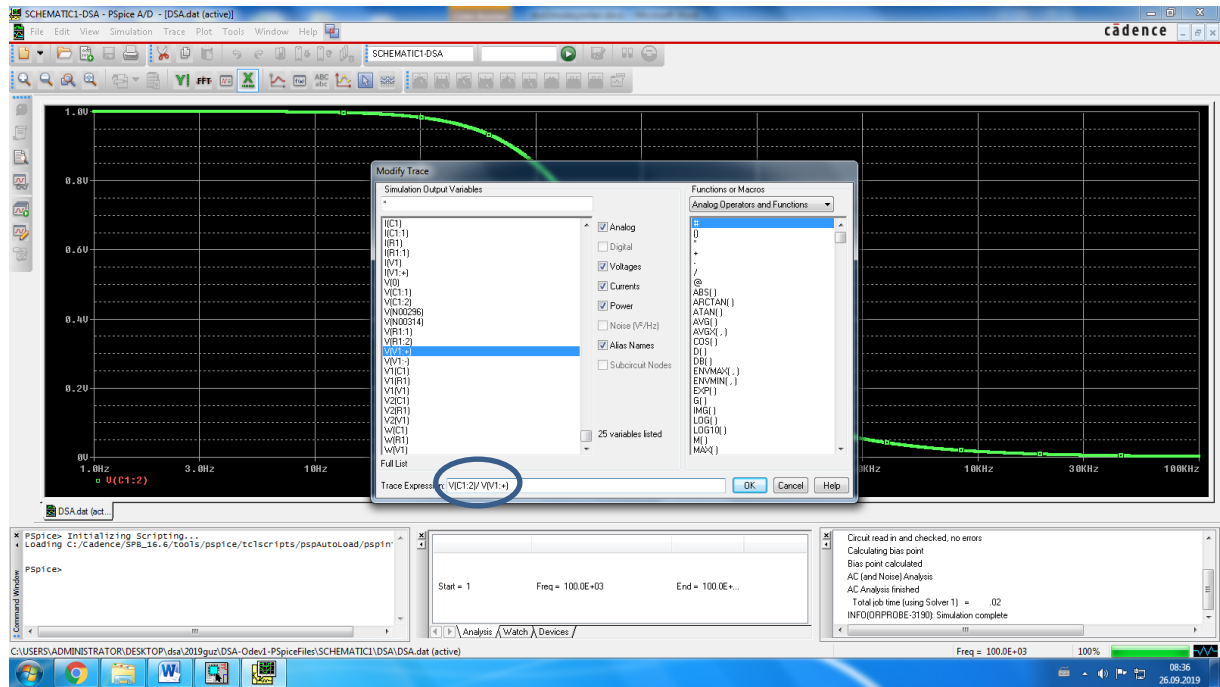 SCHEMATIC1-DSA - PSpice A/D - [DSA.dat (active)]
File Edit View Simulation Trace Plot Tools Window Help
cādence
SCHEMATIC1-DSA
FFT
ABC
abc
1.0V
0.8V
0.6V
0.4V
0.2V
0V
1.0Hz 3.0Hz 10Hz 10KHz 30KHz 100KHz
V(C1:2)
Modify Trace
Simulation Output Variables
*
I(C1)
I(C1:1)
I(R1)
I(R1:1)
I(V1)
I(V1:+)
V(0)
V(C1:1)
V(C1:2)
V(N00296)
V(N00314)
V(R1:1)
V(R1:2)
V(V1:+)
V(V1:-)
V1(C1)
V1(R1)
V1(V1)
V2(C1)
V2(R1)
V2(V1)
W(C1)
W(R1)
W(V1)
Analog
Digital
Voltages
Currents
Power
Noise (V²/Hz)
Alias Names
Subcircuit Nodes
25 variables listed
Functions or Macros
Analog Operators and Functions
#
()
*
+
-
/
@
ABS( )
ARCTAN( )
ATAN( )
AVG( )
AVGX( , )
COS( )
D( )
DB( )
ENVMAX( , )
ENVMIN( , )
EXP( )
G( )
IMG( )
LOG( )
LOG10( )
M( )
MAX( )
Full List
Trace Expression: V(C1:2)/ V(V1:+)
OK Cancel Help
DSA.dat (act...
PSpice> Initializing Scripting...
Loading C:/Cadence/SPB_16.6/tools/pspice/tclscripts/pspAutoLoad/pspin
PSpice>
Command Window
Start = 1 Freq = 100.0E+03 End = 100.0E+...
Analysis Watch Devices
Circuit read in and checked, no errors
Calculating bias point
Bias point calculated
AC (and Noise) Analysis
AC Analysis finished
Total job time (using Solver 1) = .02
INFO(ORPROBE-3190): Simulation complete
C:\USERS\ADMINISTRATOR\DESKTOP\dsa\2019guz\DSA-Odev1-PSpiceFiles\SCHEMATIC1\DSA\DSA.dat (active)
Freq = 100.0E+03 100%
08:36
26.09.2019